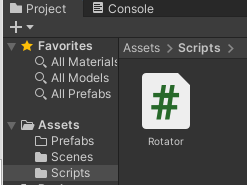 Project
Console
Favorites
All Materials
All Models
All Prefabs
Assets
Prefabs
Scenes
Scripts
Assets > Scripts >
#
Rotator